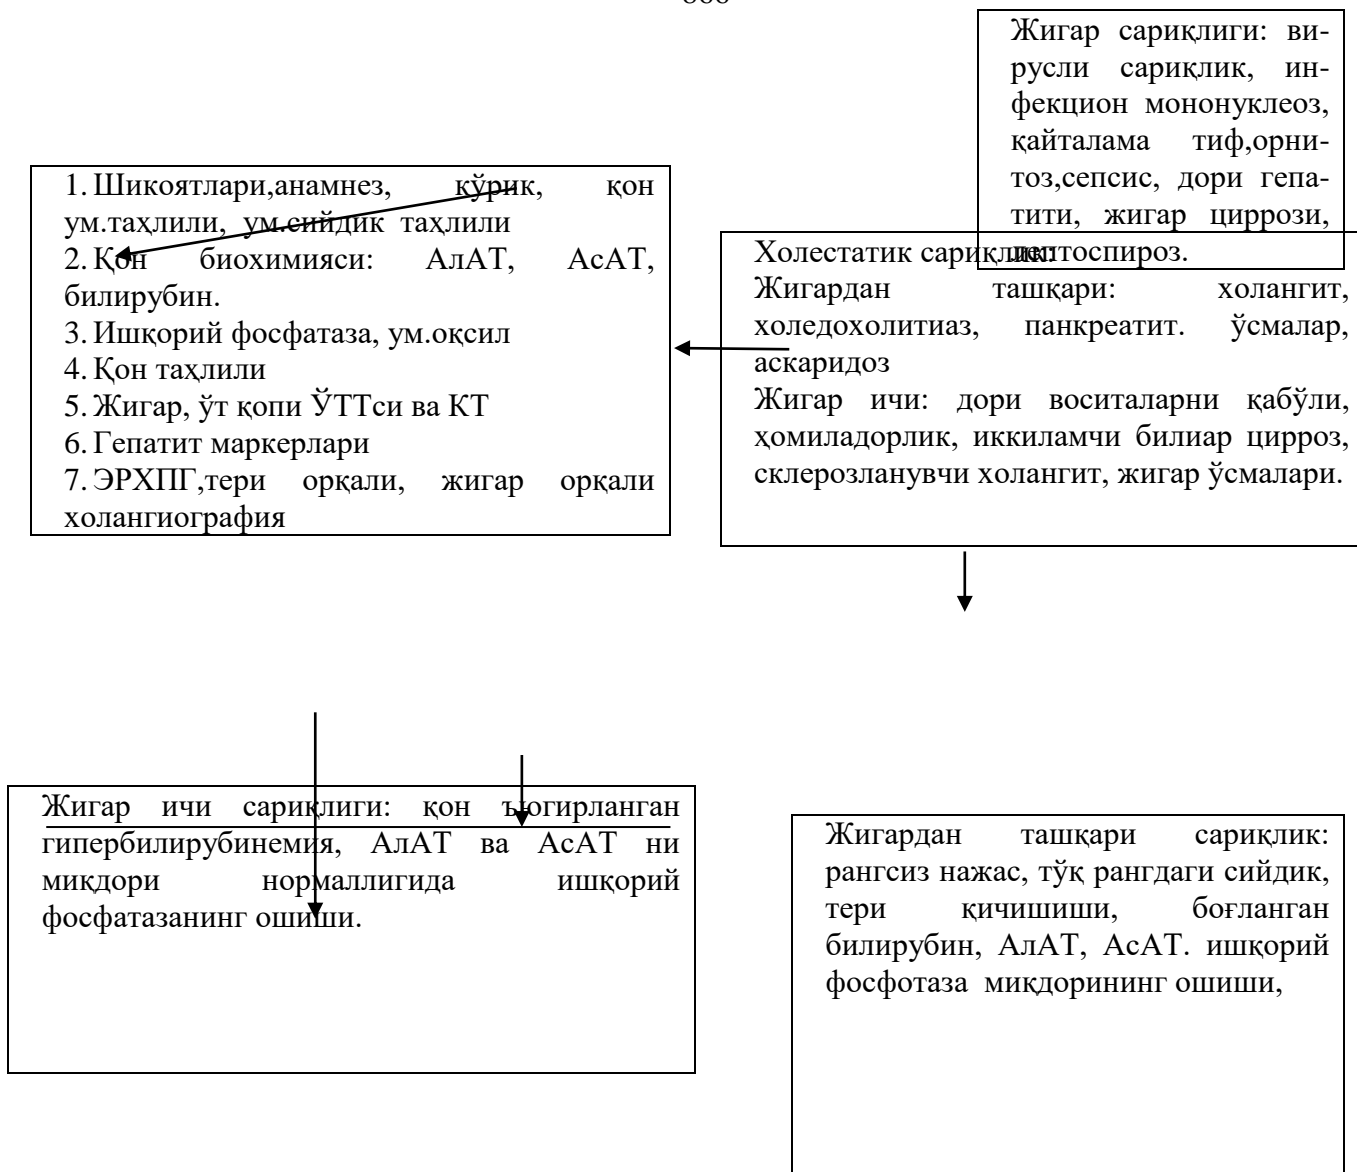 Жигар сариқлиги: ви-
русли сариқлик, ин-
фекцион мононуклеоз,
қайталама тиф,орни-
тоз,сепсис, дори гепа-
тити, жигар циррози,
лептоспироз.
1. Шикоятлари,анамнез, кўрик, қон
ум.таҳлили, ум.сийдик таҳлили
2. Қон биохимияси: АлАТ, АсАТ,
билирубин.
3. Ишқорий фосфатаза, ум.оқсил
4. Қон таҳлили
5. Жигар, ўт қопи ЎТТси ва КТ
6. Гепатит маркерлари
7. ЭРХПГ,тери орқали, жигар орқали
холангиография
Холестатик сариқлик:
Жигардан ташқари: холангит,
холедохолитиаз, панкреатит. ўсмалар,
аскаридоз
Жигар ичи: дори воситаларни қабўли,
ҳомиладорлик, иккиламчи билиар цирроз,
склерозланувчи холангит, жигар ўсмалари.
Жигар ичи сариқлиги: қон ъюгирланган
гипербилирубинемия, АлАТ ва АсАТ ни
миқдори нормаллигида ишқорий
фосфатазанинг ошиши.
Жигардан ташқари сариқлик:
рангсиз нажас, тўқ рангдаги сийдик,
тери қичишиши, боғланган
билирубин, АлАТ, АсАТ. ишқорий
фосфотаза миқдорининг ошиши,